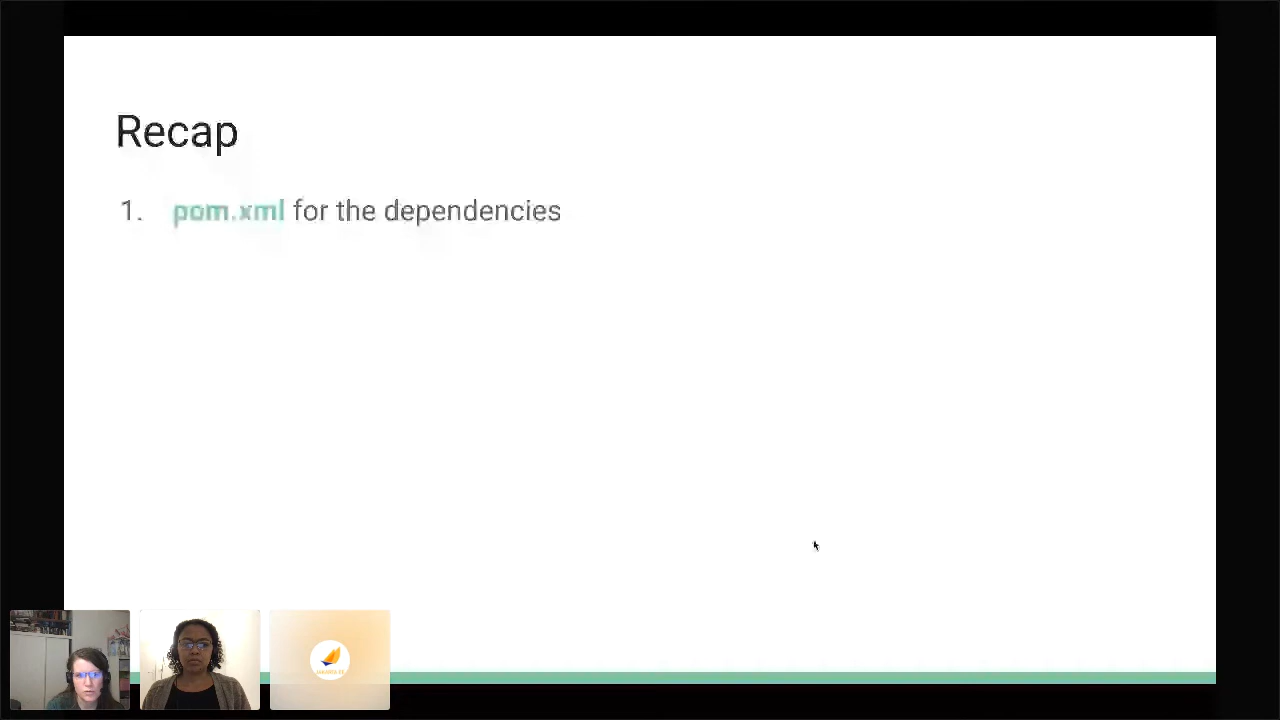 Recap
1. pom.xml for the dependencies